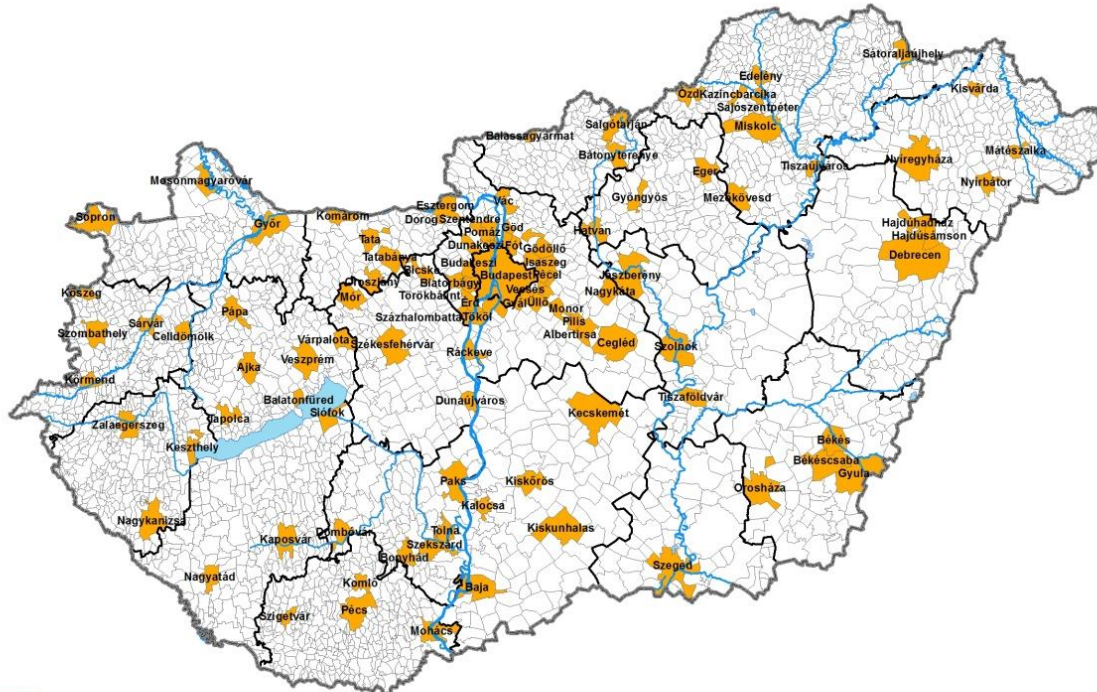 Sátoraljaújhely
Edelény
Ózd
Kazincbarcika
Kisvárda
Sajószentpéter
Salgótarján
Miskolc
Balassagyarmat
Bátonyterenye
Nyíregyháza
Mátészalka
Tiszaújváros
Eger
Mosonmagyaróvár
Nyírbátor
Mezőkövesd
Gyöngyös
Esztergom
Vác
Sopron
Komárom
Szentendre
Dorog
Hajdúhadház
Győr
Göd
Hatvan
Pomáz
Hajdúsámson
Tata
Dunakeszi
Fót
Gödöllő
Debrecen
Tatabánya
Budakeszi
Isaszeg
Bicske
Budapest
Pécel
Jászberény
Oroszlány
Biatorbágy
Vecsés
Nagykáta
Kőszeg
Mór
Törökbálint
Érd
Gyál
Üllő
Pápa
Monor
Százhalombatta
Tököl
Sárvár
Pilis
Szombathely
Celldömölk
Albertirsa
Várpalota
Székesfehérvár
Cegléd
Szolnok
Ráckeve
Veszprém
Ajka
Körmend
Balatonfüred
Dunaújváros
Tiszaföldvár
Siófok
Kecskemét
Tapolca
Zalaegerszeg
Békés
Keszthely
Békéscsaba
Gyula
Paks
Kiskőrös
Orosháza
Kalocsa
Nagykanizsa
Kiskunhalas
Tolna
Dombóvár
Kaposvár
Szekszárd
Bonyhád
Szeged
Nagyatád
Komló
Baja
Pécs
Szigetvár
Mohács